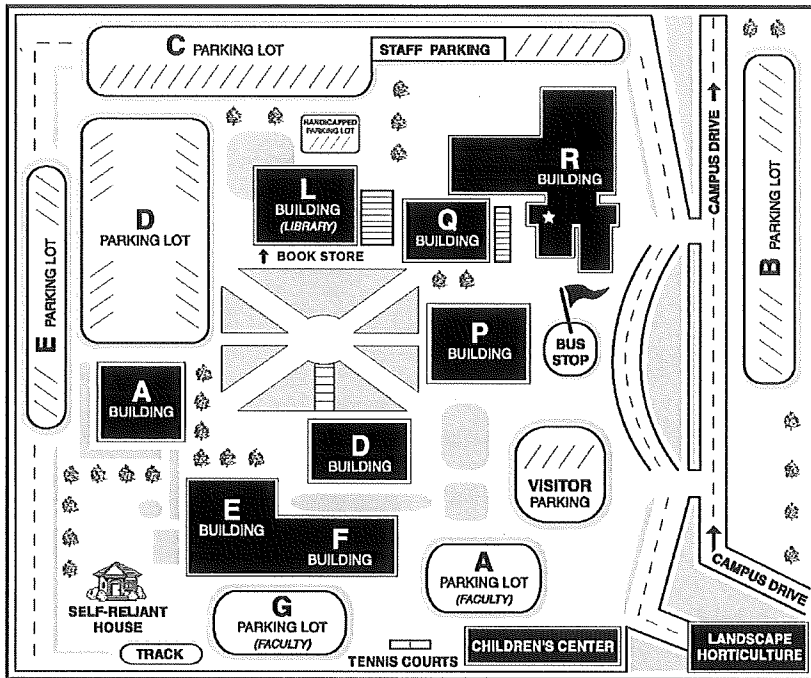 C PARKING LOT
STAFF PARKING
HANDICAPPED
PARKING LOT
R
BUILDING
CAMPUS DRIVE
B PARKING LOT
L
BUILDING
(LIBRARY)
Q
BUILDING
D
PARKING LOT
E PARKING LOT
BOOK STORE
P
BUILDING
BUS
STOP
A
BUILDING
D
BUILDING
VISITOR
PARKING
E
BUILDING
F
BUILDING
A
PARKING LOT
(FACULTY)
CAMPUS DRIVE
SELF-RELIANT
HOUSE
G
PARKING LOT
(FACULTY)
TRACK
TENNIS COURTS
CHILDREN'S CENTER
LANDSCAPE
HORTICULTURE